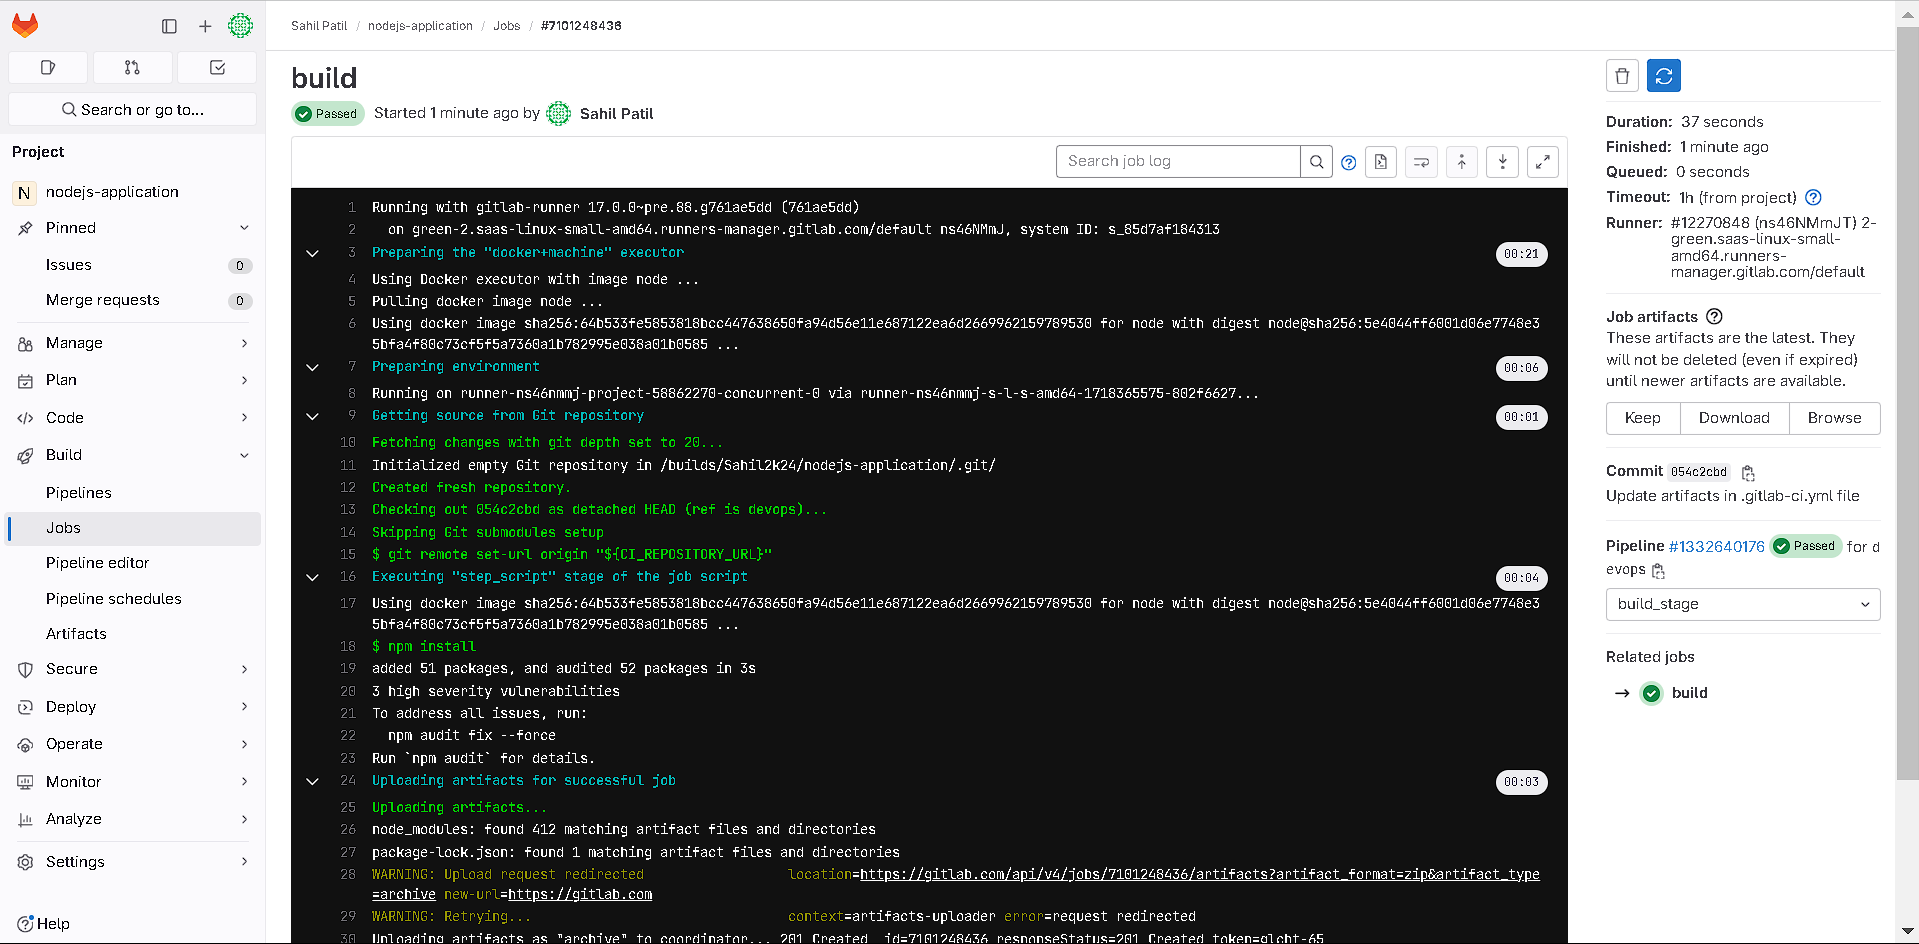 Sahil Patil / nodejs-application / Jobs / #7101248436
Search or go to...
Project
N nodejs-application
Pinned
Issues 0
Merge requests 0
Manage
Plan
Code
Build
Pipelines
Jobs
Pipeline editor
Pipeline schedules
Artifacts
Secure
Deploy
Operate
Monitor
Analyze
Settings
Help
build
Passed Started 1 minute ago by Sahil Patil
Search job log
1 Running with gitlab-runner 17.0.0~pre.88.g761ae5dd (761ae5dd)
2 on green-2.saas-linux-small-amd64.runners-manager.gitlab.com/default ns46NMmJ, system ID: s_85d7af184313
3 Preparing the "docker+machine" executor 00:21
4 Using Docker executor with image node ...
5 Pulling docker image node ...
6 Using docker image sha256:64b533fe5853818bcc447638650fa94d56e11e687122ea6d2669962159789530 for node with digest node@sha256:5e4044ff6001d06e7748e3
5bfa4f80c73cf5f5a7360a1b782995e038a01b0585 ...
7 Preparing environment 00:06
8 Running on runner-ns46nmmj-project-58862270-concurrent-0 via runner-ns46nmmj-s-l-s-amd64-1718365575-802f6627...
9 Getting source from Git repository 00:01
10 Fetching changes with git depth set to 20...
11 Initialized empty Git repository in /builds/Sahil2k24/nodejs-application/.git/
12 Created fresh repository.
13 Checking out 054c2cbd as detached HEAD (ref is devops)...
14 Skipping Git submodules setup
15 $ git remote set-url origin "${CI_REPOSITORY_URL}"
16 Executing "step_script" stage of the job script 00:04
17 Using docker image sha256:64b533fe5853818bcc447638650fa94d56e11e687122ea6d2669962159789530 for node with digest node@sha256:5e4044ff6001d06e7748e3
5bfa4f80c73cf5f5a7360a1b782995e038a01b0585 ...
18 $ npm install
19 added 51 packages, and audited 52 packages in 3s
20 3 high severity vulnerabilities
21 To address all issues, run:
22 npm audit fix --force
23 Run `npm audit` for details.
24 Uploading artifacts for successful job 00:03
25 Uploading artifacts...
26 node_modules: found 412 matching artifact files and directories
27 package-lock.json: found 1 matching artifact files and directories
28 WARNING: Upload request redirected location=https://gitlab.com/api/v4/jobs/7101248436/artifacts?artifact_format=zip&artifact_type
=archive new-url=https://gitlab.com
29 WARNING: Retrying... context=artifacts-uploader error=request redirected
30 Uploading artifacts as "archive" to coordinator... 201 Created id=7101248436 responseStatus=201 Created token=glcbt-65
Duration: 37 seconds
Finished: 1 minute ago
Queued: 0 seconds
Timeout: 1h (from project)
Runner: #12270848 (ns46NMmJT) 2-
green.saas-linux-small-
amd64.runners-
manager.gitlab.com/default
Job artifacts
These artifacts are the latest. They
will not be deleted (even if expired)
until newer artifacts are available.
Keep Download Browse
Commit 054c2cbd
Update artifacts in .gitlab-ci.yml file
Pipeline #1332640176 Passed for d
evops
build_stage
Related jobs
→ build